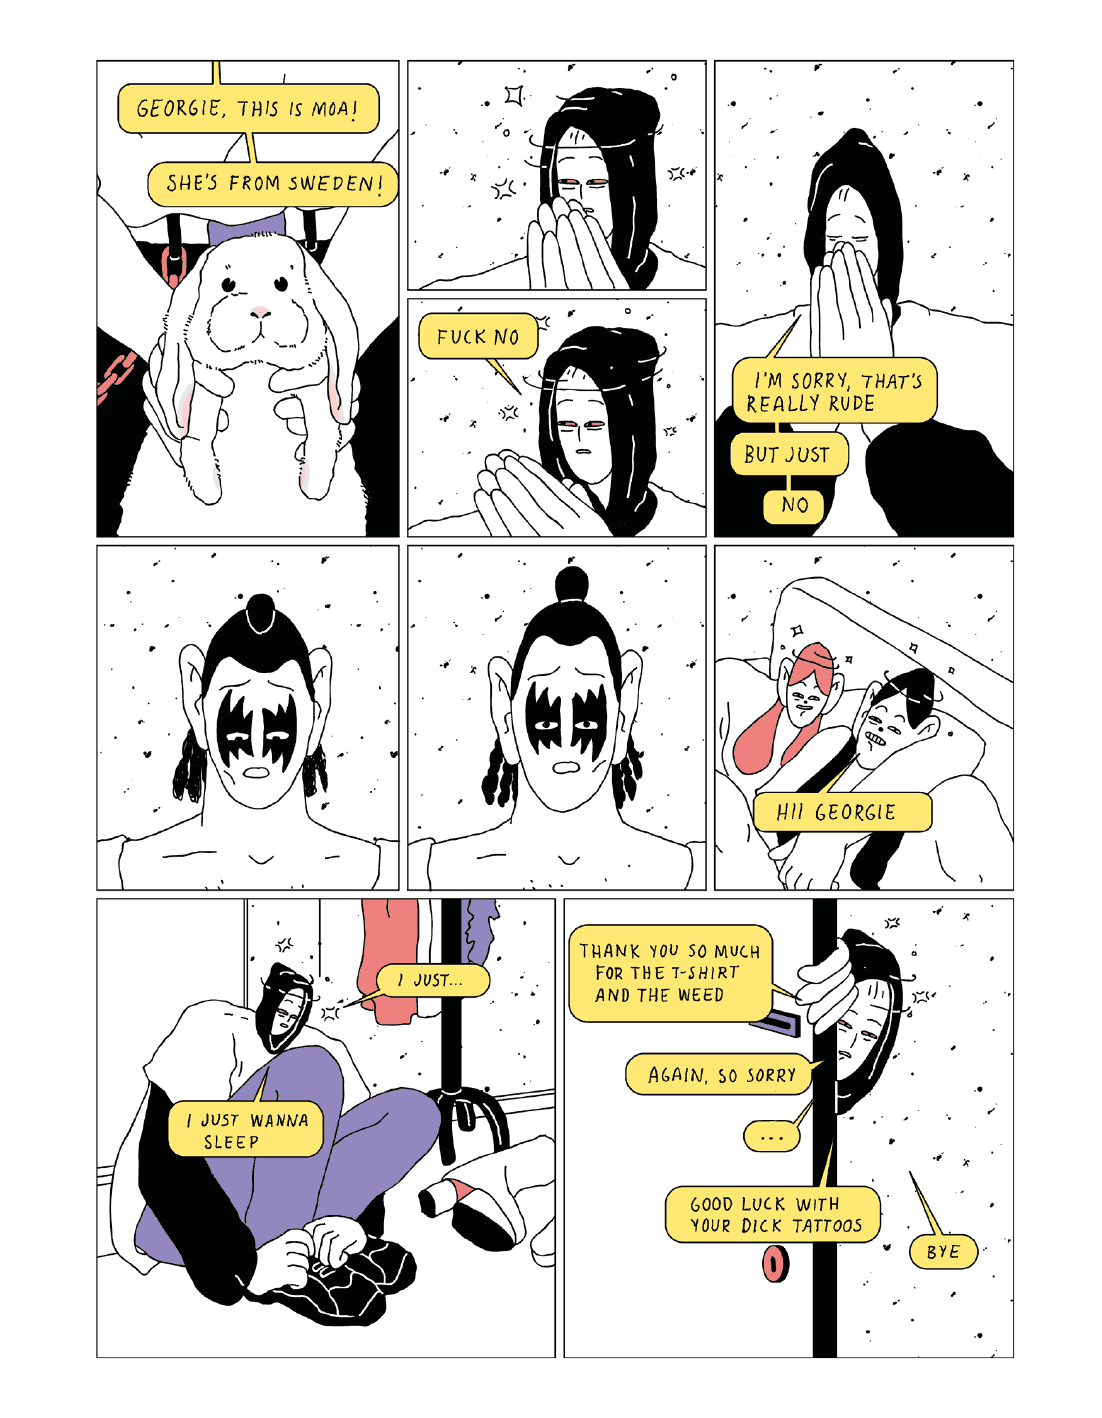 GEORGIE, THIS IS MOA!
SHE'S FROM SWEDEN!
FUCK NO
I'M SORRY, THAT'S
REALLY RUDE
BUT JUST
NO
HII GEORGIE
I JUST...
I JUST WANNA
SLEEP
THANK YOU SO MUCH
FOR THE T-SHIRT
AND THE WEED
AGAIN, SO SORRY
...
GOOD LUCK WITH
YOUR DICK TATTOOS
BYE